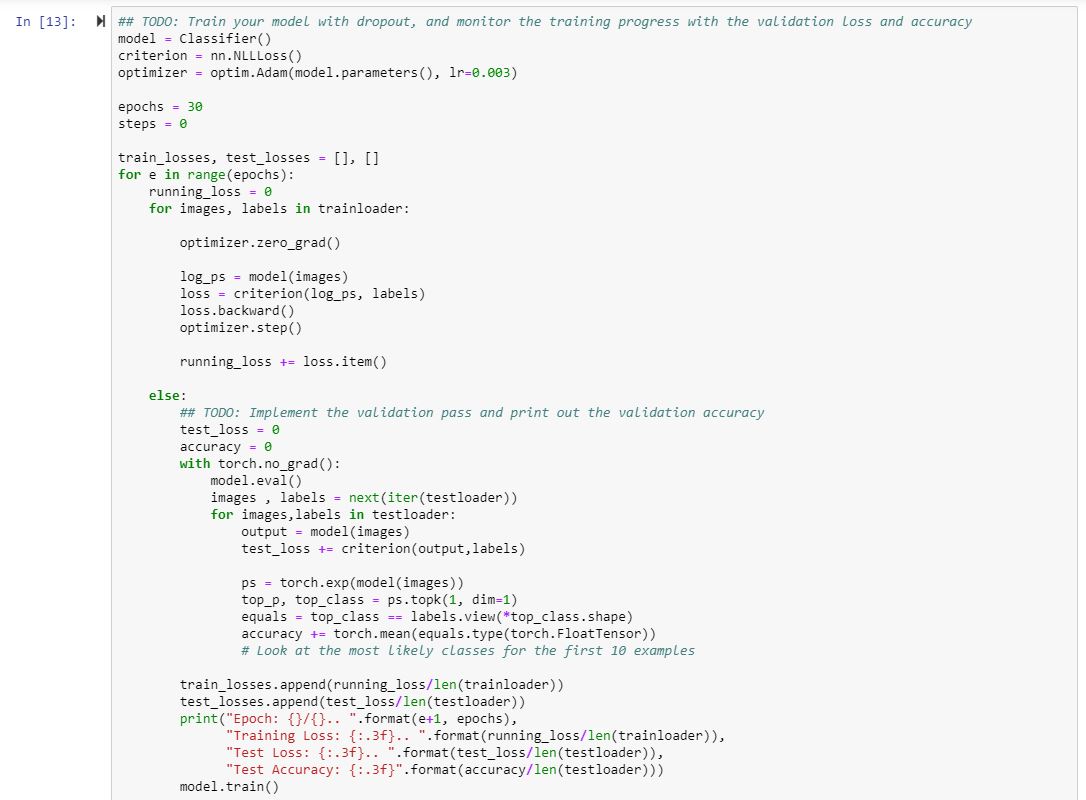 In [13]:
## TODO: Train your model with dropout, and monitor the training progress with the validation loss and accuracy
model = Classifier()
criterion = nn.NLLLoss()
optimizer = optim.Adam(model.parameters(), lr=0.003)

epochs = 30
steps = 0

train_losses, test_losses = [], []
for e in range(epochs):
    running_loss = 0
    for images, labels in trainloader:

        optimizer.zero_grad()

        log_ps = model(images)
        loss = criterion(log_ps, labels)
        loss.backward()
        optimizer.step()

        running_loss += loss.item()

    else:
        ## TODO: Implement the validation pass and print out the validation accuracy
        test_loss = 0
        accuracy = 0
        with torch.no_grad():
            model.eval()
            images , labels = next(iter(testloader))
            for images,labels in testloader:
                output = model(images)
                test_loss += criterion(output,labels)

                ps = torch.exp(model(images))
                top_p, top_class = ps.topk(1, dim=1)
                equals = top_class == labels.view(*top_class.shape)
                accuracy += torch.mean(equals.type(torch.FloatTensor))
                # Look at the most likely classes for the first 10 examples

        train_losses.append(running_loss/len(trainloader))
        test_losses.append(test_loss/len(testloader))
        print("Epoch: {}/{}.. ".format(e+1, epochs),
              "Training Loss: {:.3f}.. ".format(running_loss/len(trainloader)),
              "Test Loss: {:.3f}.. ".format(test_loss/len(testloader)),
              "Test Accuracy: {:.3f}".format(accuracy/len(testloader)))
        model.train()